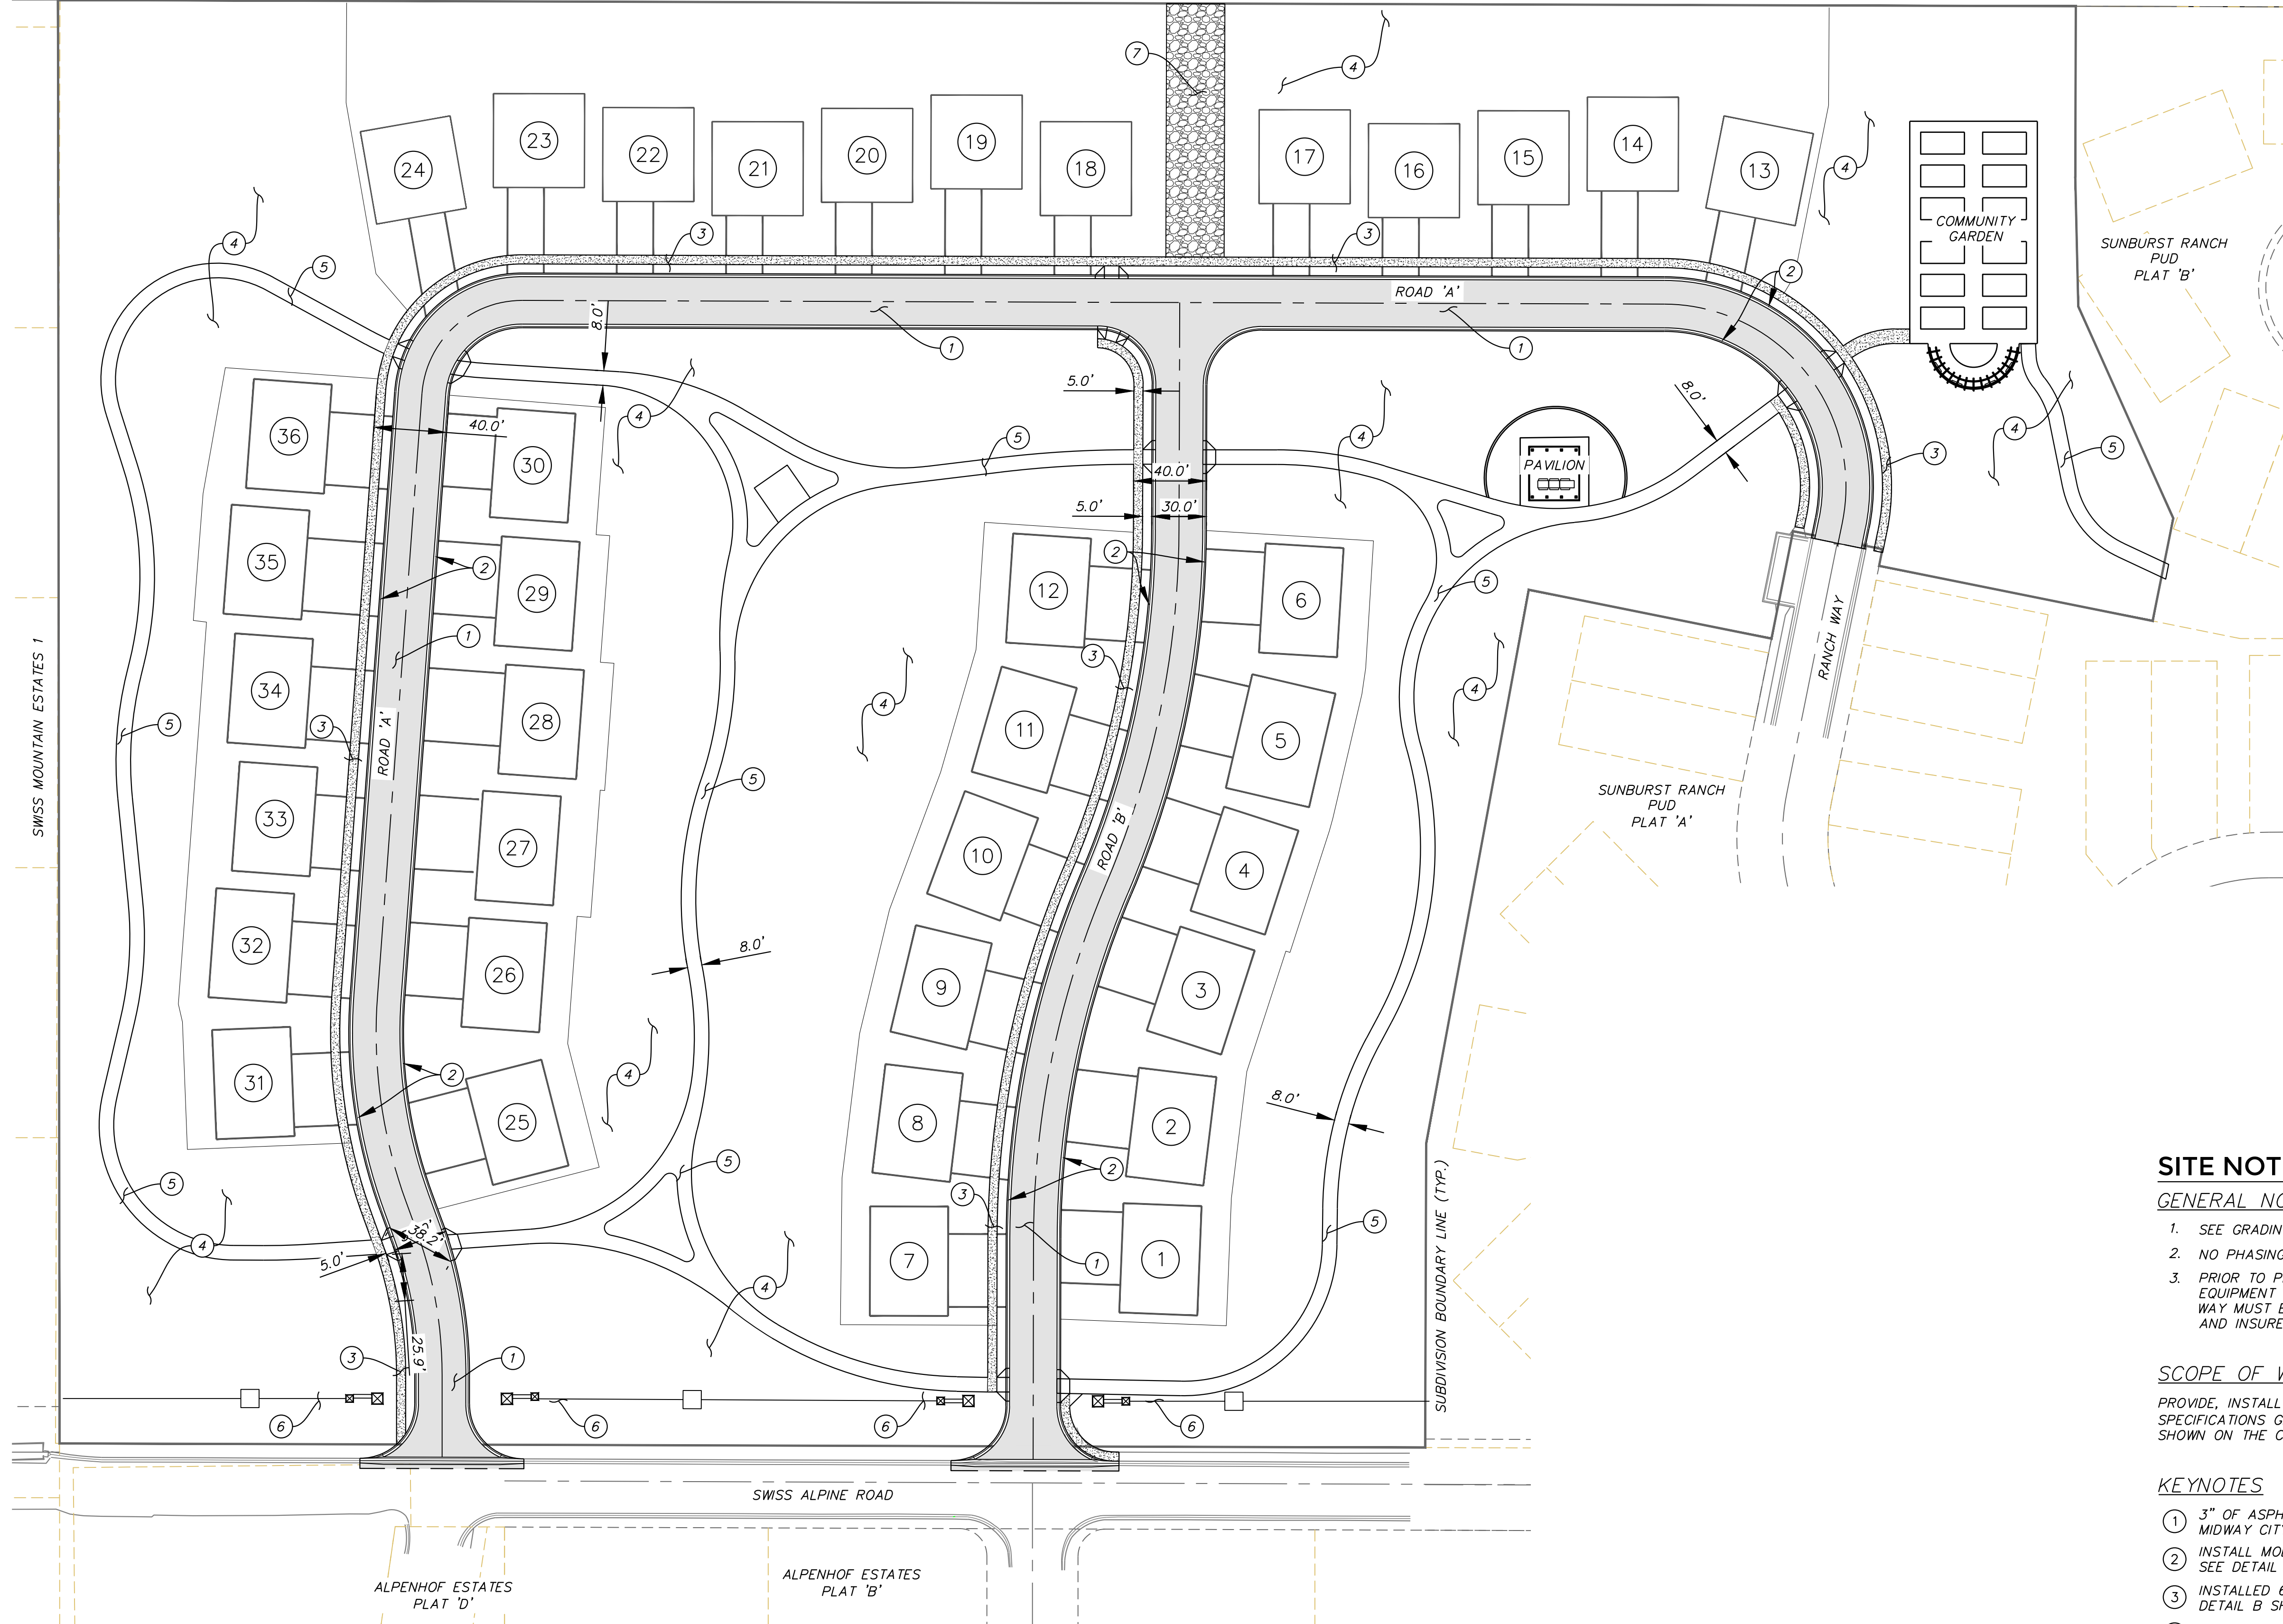 7
4
23
22
21
20
19
18
17
16
15
14
13
24
4
COMMUNITY
GARDEN
SUNBURST RANCH
PUD
PLAT 'B'
4
5
3
3
2
ROAD 'A'
8.0'
1
1
5.0'
8.0'
4
4
5
4
5
3
36
40.0'
30
PAVILION
40.0'
5.0'
30.0'
35
2
29
2
12
6
5
1
RANCH WAY
SWISS MOUNTAIN ESTATES 1
34
28
3
4
4
5
3
ROAD 'A'
11
5
5
33
27
ROAD 'B'
10
4
SUNBURST RANCH
PUD
PLAT 'A'
32
26
8.0'
9
3
31
2
4
25
8
2
8.0'
5
5
2
3
5
SUBDIVISION BOUNDARY LINE (TYP.)
4
38.2'
5.0'
7
1
1
4
25.9'
3
1
6
6
6
6
SWISS ALPINE ROAD
ALPENHOF ESTATES
PLAT 'D'
ALPENHOF ESTATES
PLAT 'B'
SITE NOT
GENERAL NO
1. SEE GRADIN
2. NO PHASING
3. PRIOR TO P
EQUIPMENT
WAY MUST B
AND INSURE
SCOPE OF W
PROVIDE, INSTALL
SPECIFICATIONS G
SHOWN ON THE C
KEYNOTES
1 3" OF ASPH
MIDWAY CIT
2 INSTALL MO
SEE DETAIL
3 INSTALLED 6
DETAIL B SH